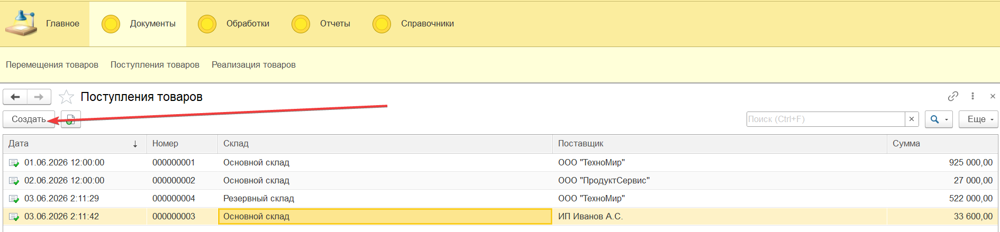 Главное Документы Обработки Отчеты Справочники
Перемещения товаров Поступления товаров Реализация товаров
Поступления товаров
Создать Поиск (Ctrl+F) Еще
Дата Номер Склад Поставщик Сумма
01.06.2026 12:00:00 000000001 Основной склад ООО "ТехноМир" 925 000,00
02.06.2026 12:00:00 000000002 Основной склад ООО "ПродуктСервис" 27 000,00
03.06.2026 2:11:29 000000004 Резервный склад ООО "ТехноМир" 522 000,00
03.06.2026 2:11:42 000000003 Основной склад ИП Иванов А.С. 33 600,00